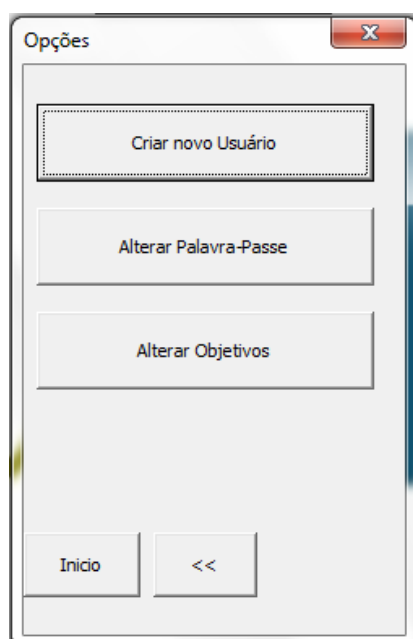 Opções
Criar novo Usuário
Alterar Palavra-Passe
Alterar Objetivos
Inicio
<<